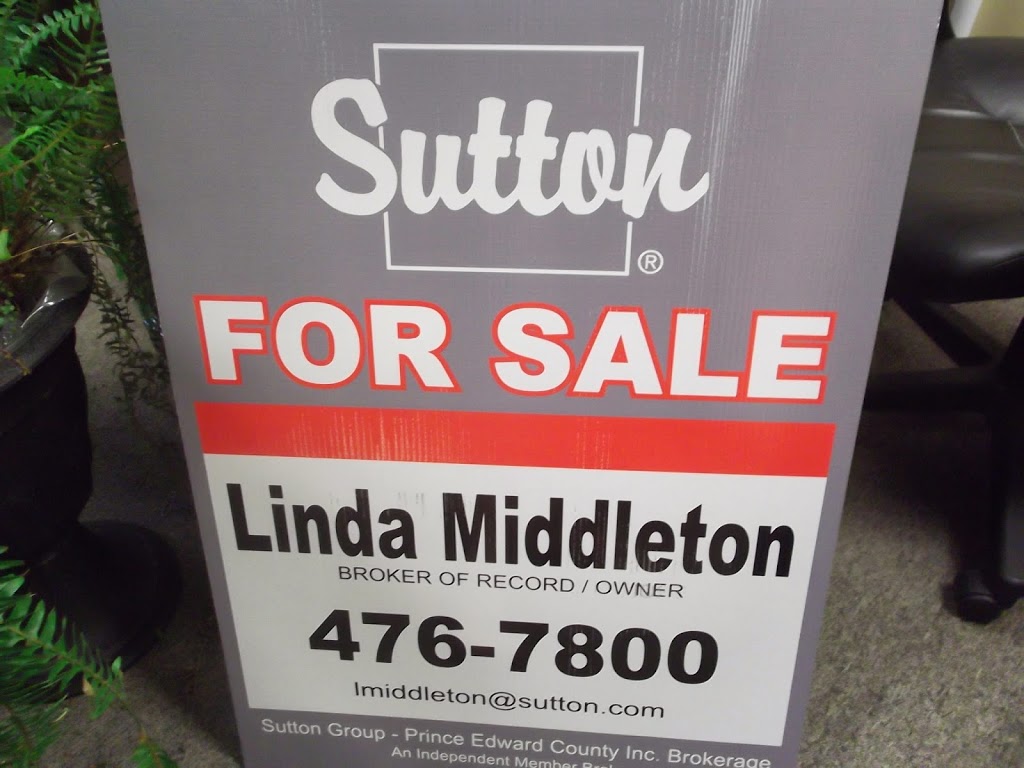 Sutton
®
FOR SALE
Linda Middleton
BROKER OF RECORD / OWNER
476-7800
lmiddleton@sutton.com
Sutton Group - Prince Edward County Inc. Brokerage
An Independent Member